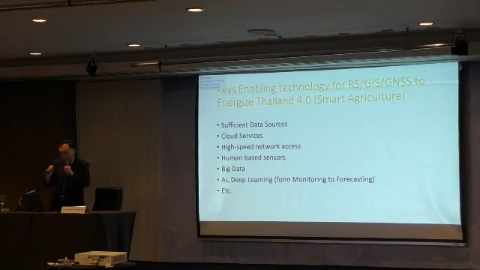 Keys Enabling technology for RS/GIS/GNSS to
Energize Thailand 4.0 (Smart Agriculture)
• Sufficient Data Sources
• Cloud Services
• High-speed network access
• Human-based sensors
• Big Data
• AI, Deep Learning (form Monitoring to Forecasting)
• Etc.